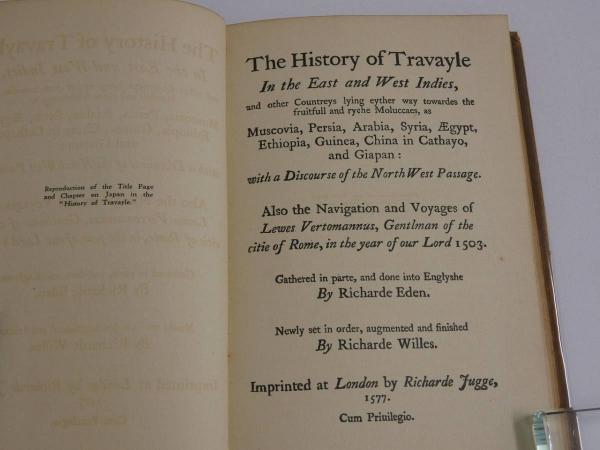 Reproduction of the Title Page
and Chapter on Japan in the
"History of Travayle."
The History of Travayle
In the East and West Indies,
and other Countreys lying eyther way towardes the
fruitfull and ryche Moluccaes, as
Muscovia, Persia, Arabia, Syria, Ægypt,
Ethiopia, Guinea, China in Cathayo,
and Giapan:
with a Discourse of the North West Passage.
Also the Navigation and Voyages of
Lewes Vertomannus, Gentlman of the
citie of Rome, in the year of our Lord 1503.
Gathered in parte, and done into Englyshe
By Richarde Eden.
Newly set in order, augmented and finished
By Richarde Willes.
Imprinted at London by Richarde Jugge,
1577.
Cum Priuilegio.